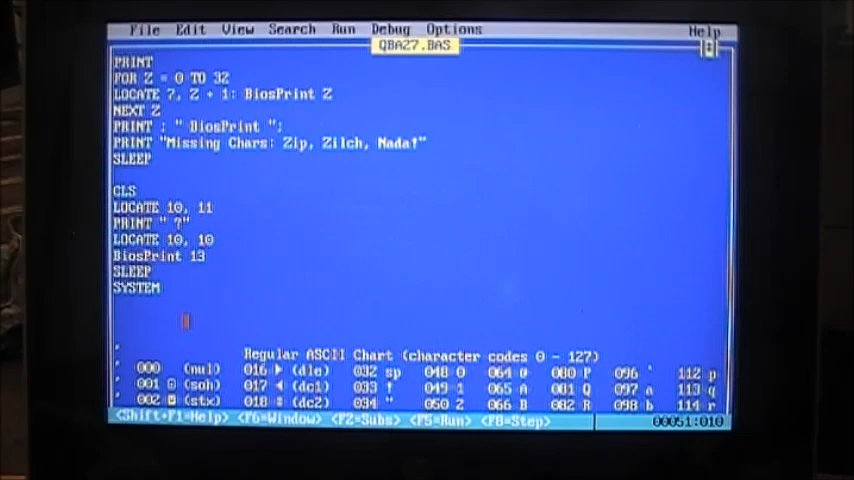 File Edit View Search Run Debug Options Help
QBA27.BAS
PRINT
FOR Z = 0 TO 32
LOCATE 7, Z + 1: BiosPrint Z
NEXT Z
PRINT : " BiosPrint ";
PRINT "Missing Chars: Zip, Zilch, Nada!"
SLEEP
CLS
LOCATE 10, 11
PRINT " ?"
LOCATE 10, 10
BiosPrint 13
SLEEP
SYSTEM
' Regular ASCII Chart (character codes 0 - 127)
' 000 (nul) 016 ► (dle) 032 sp 048 0 064 @ 080 P 096 ` 112 p
' 001 ☺ (soh) 017 ◄ (dc1) 033 ! 049 1 065 A 081 Q 097 a 113 q
' 002 ☻ (stx) 018 ↕ (dc2) 034 " 050 2 066 B 082 R 098 b 114 r
<Shift+F1=Help> <F6=Window> <F2=Subs> <F5=Run> <F8=Step> 00051:010